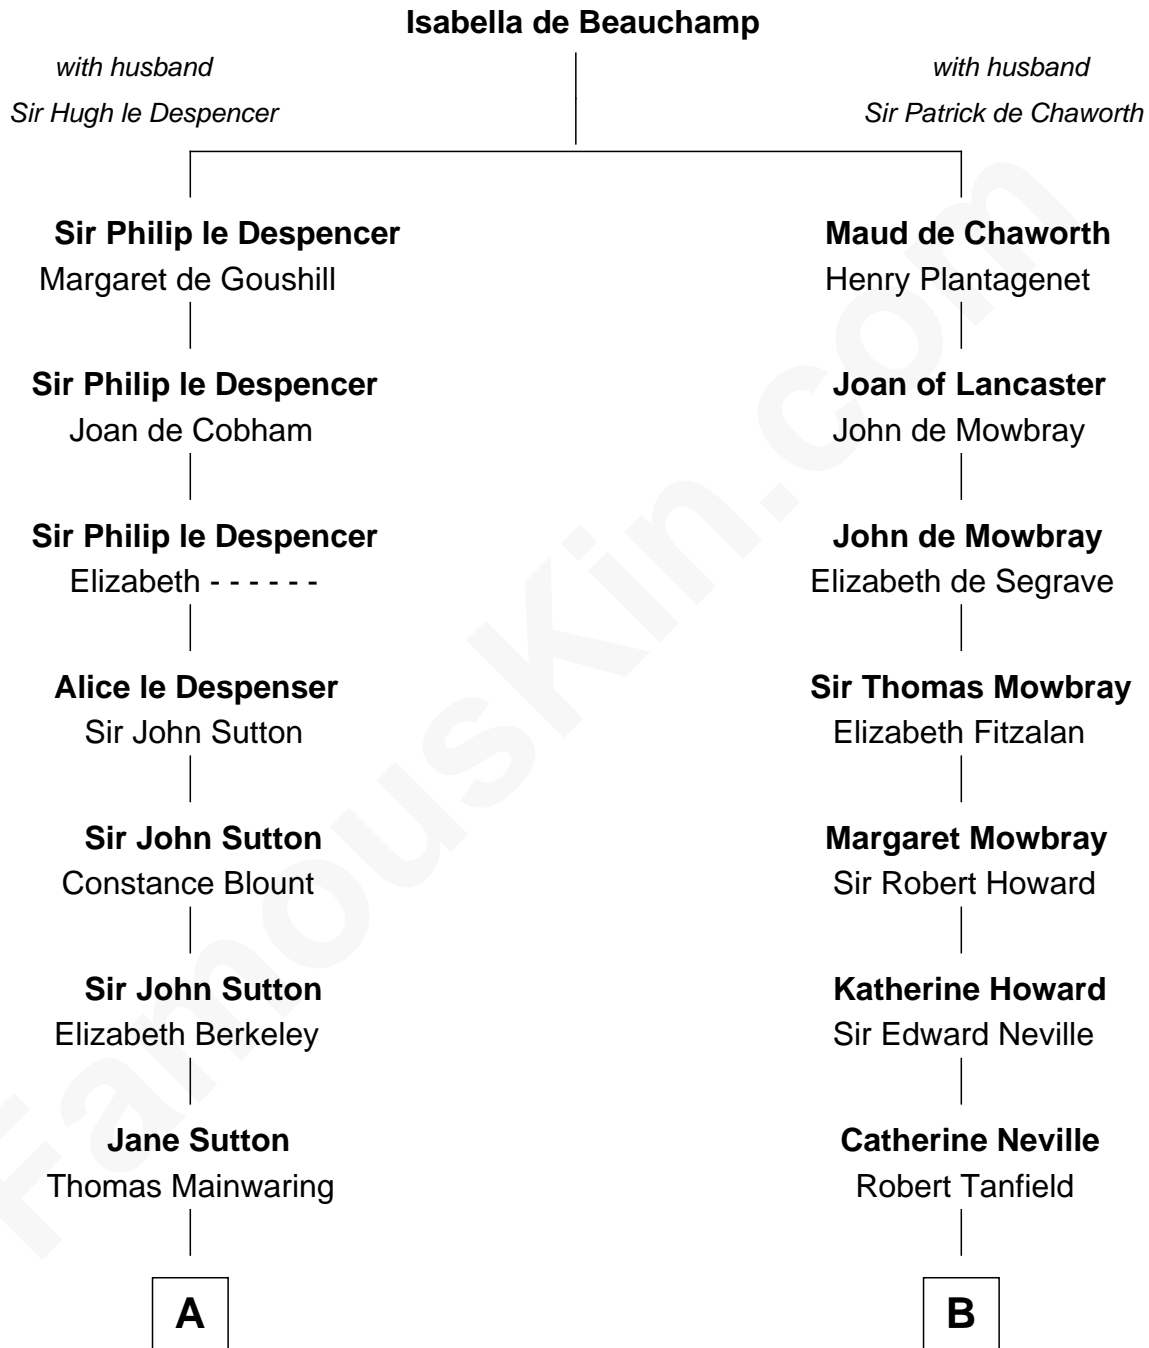 Isabella de Beauchamp
with husband
Sir Hugh le Despencer
with husband
Sir Patrick de Chaworth
Sir Philip le Despencer
Margaret de Goushill
Maud de Chaworth
Henry Plantagenet
Sir Philip le Despencer
Joan de Cobham
Joan of Lancaster
John de Mowbray
Sir Philip le Despencer
Elizabeth - - - - - -
John de Mowbray
Elizabeth de Segrave
Alice le Despenser
Sir John Sutton
Sir Thomas Mowbray
Elizabeth Fitzalan
Sir John Sutton
Constance Blount
Margaret Mowbray
Sir Robert Howard
Sir John Sutton
Elizabeth Berkeley
Katherine Howard
Sir Edward Neville
Jane Sutton
Thomas Mainwaring
Catherine Neville
Robert Tanfield
A
B
FamousKin.com